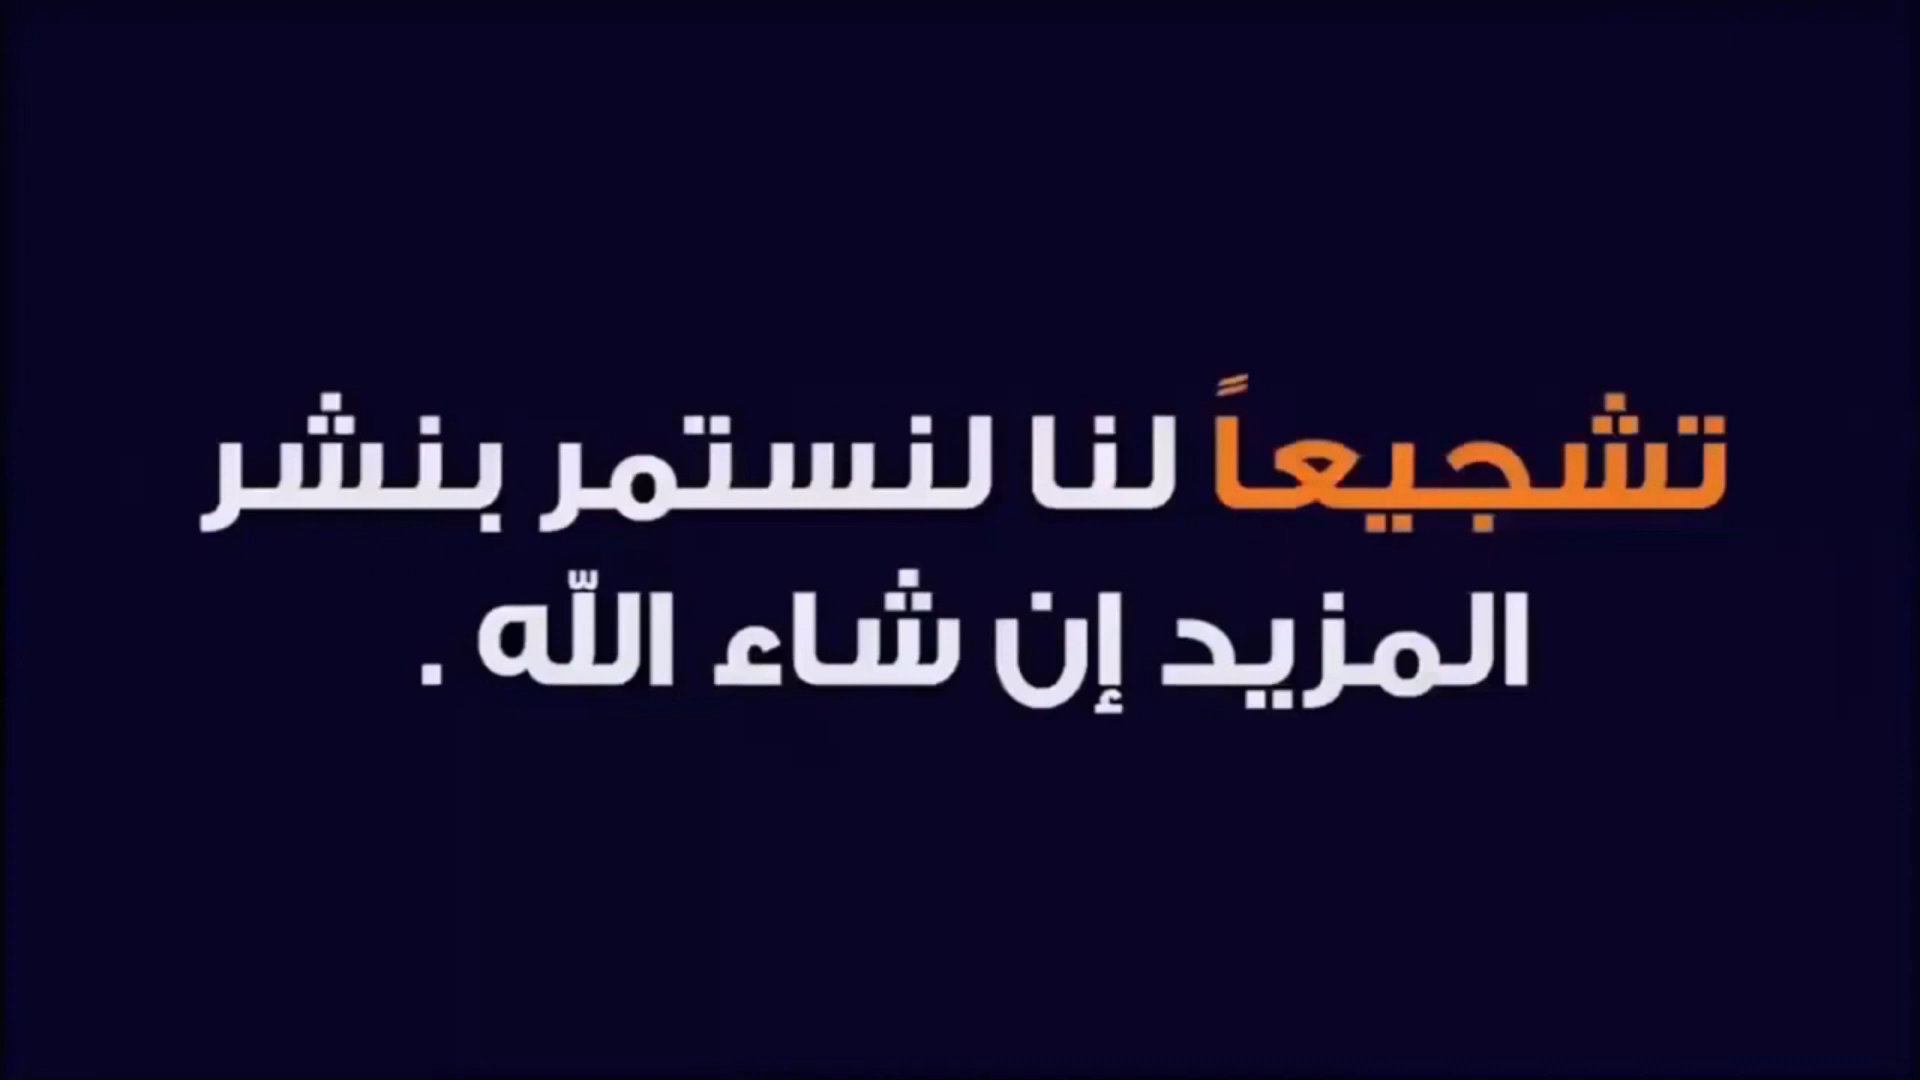 تشجيعاً لنا لنستمر بنشر
المزيد إن شاء اللّه .